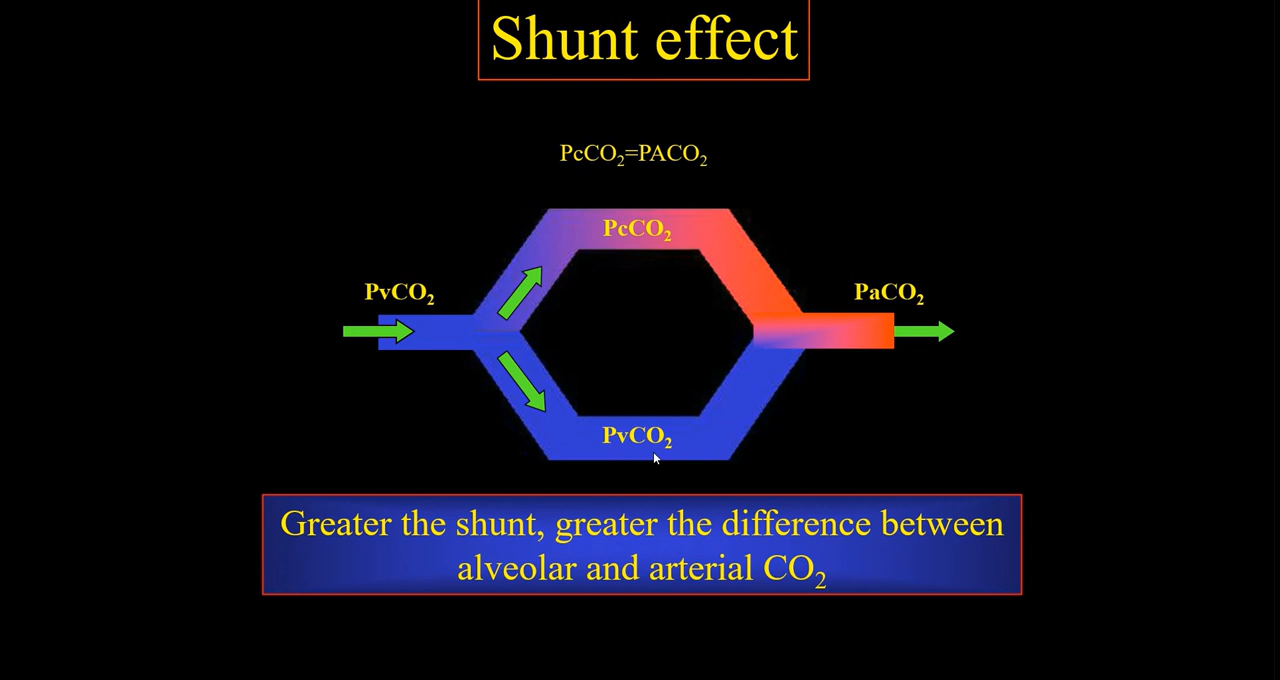 Shunt effect
PcCO₂=PACO₂
PcCO₂
PvCO₂
PaCO₂
PvCO₂
Greater the shunt, greater the difference between
alveolar and arterial CO₂